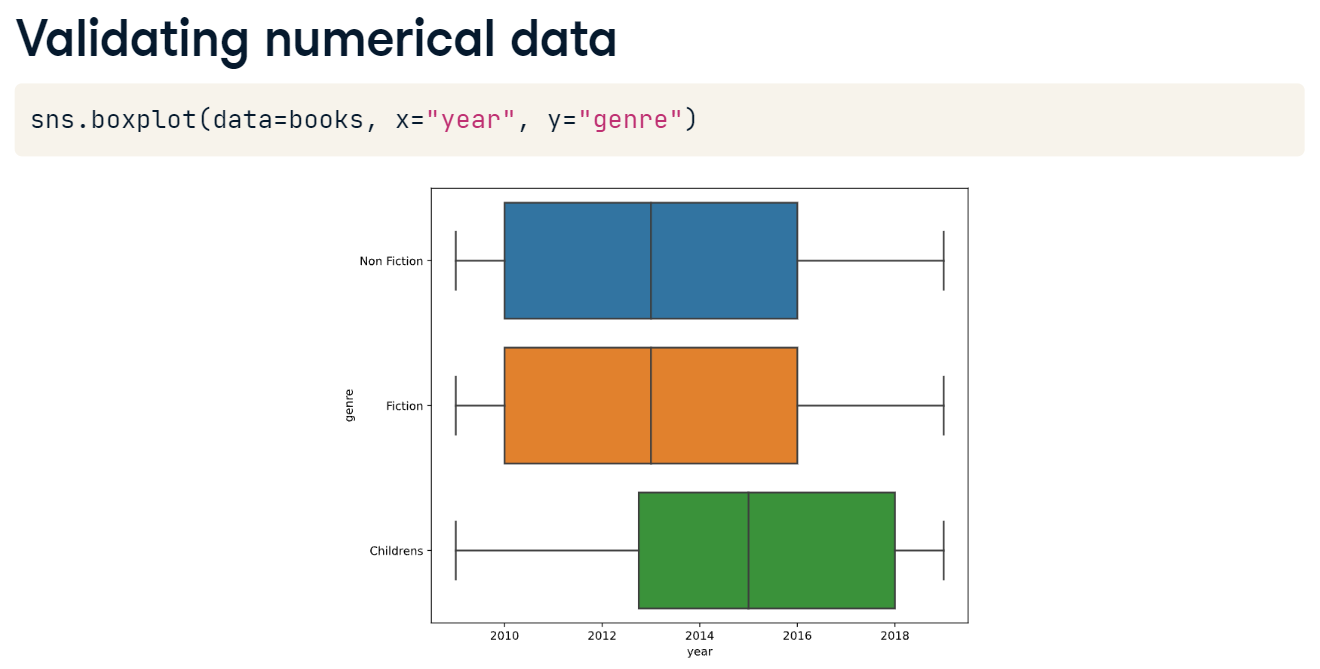 Validating numerical data
sns.boxplot(data=books, x="year", y="genre")
Non Fiction
Fiction
Childrens
genre
2010 2012 2014 2016 2018
year